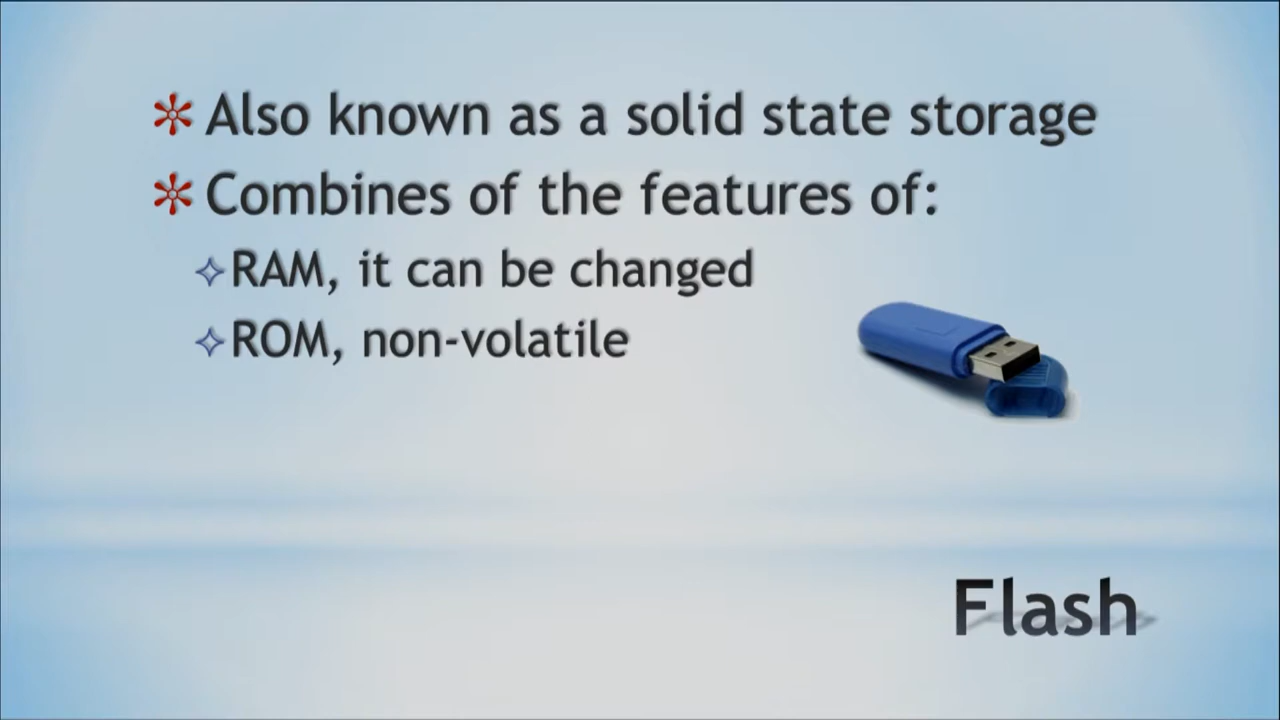 Also known as a solid state storage
Combines of the features of:
RAM, it can be changed
ROM, non-volatile
Flash